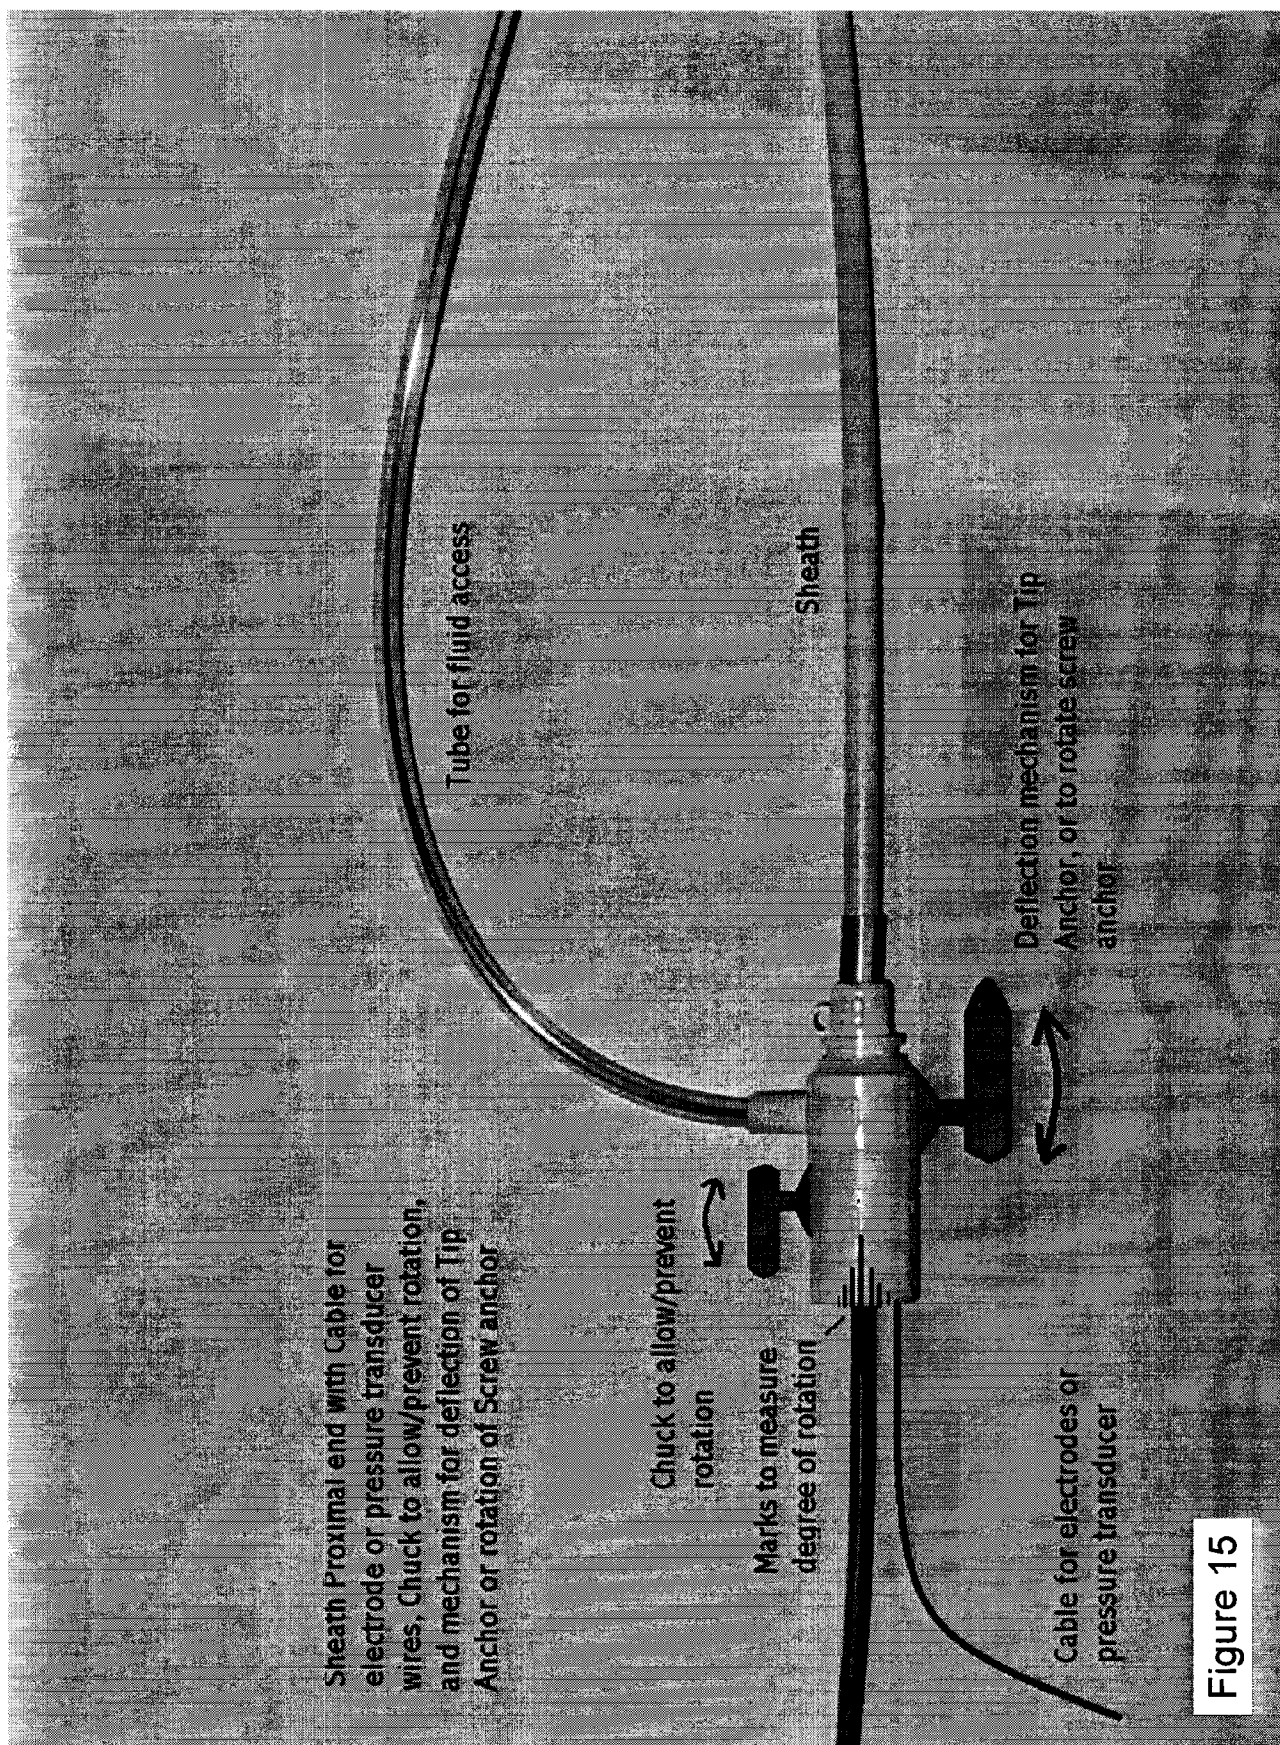 Sheath Proximal end with Cable for
electrode or pressure transducer
wires, Chuck to allow/prevent rotation,
and mechanism for deflection of Tip
Anchor or rotation of Screw anchor
Tube for fluid access
Chuck to allow/prevent
rotation
Marks to measure
degree of rotation
Sheath
Deflection mechanism for Tip
Anchor, or to rotate screw
anchor
Cable for electrodes or
pressure transducer
Figure 15